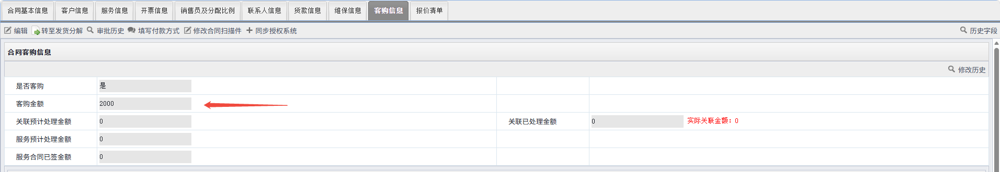 合同基本信息 客户信息 服务信息 开票信息 销售员及分配比例 联系人信息 货款信息 维保信息 客购信息 报价清单
编辑 转至发货分解 审批历史 填写付款方式 修改合同扫描件 同步授权系统 历史字段
合同客购信息
修改历史
是否客购 是
客购金额 2000
关联预计处理金额 0 关联已处理金额 0 实际关联金额：0
服务预计处理金额 0
服务合同已签金额 0